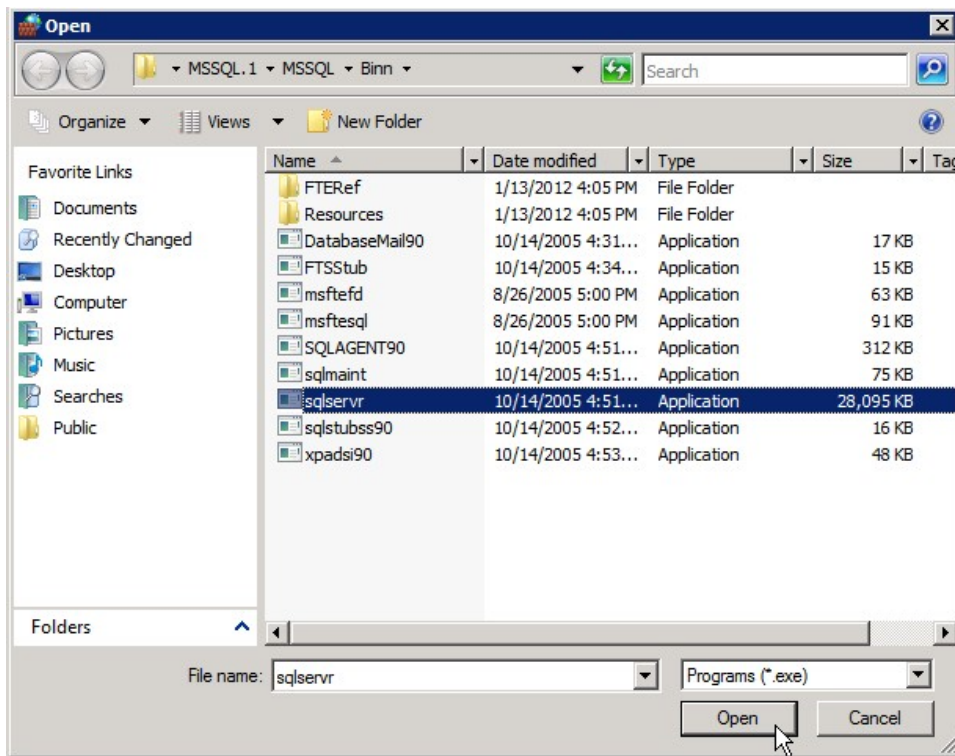 Open
MSSQL.1 MSSQL Binn Search
Organize Views New Folder
Favorite Links
Documents
Recently Changed
Desktop
Computer
Pictures
Music
Searches
Public
Folders
Name Date modified Type Size Tag
FTERef 1/13/2012 4:05 PM File Folder
Resources 1/13/2012 4:05 PM File Folder
DatabaseMail90 10/14/2005 4:31... Application 17 KB
FTSStub 10/14/2005 4:34... Application 15 KB
msftefd 8/26/2005 5:00 PM Application 63 KB
msftesql 8/26/2005 5:00 PM Application 91 KB
SQLAGENT90 10/14/2005 4:51... Application 312 KB
sqlmaint 10/14/2005 4:51... Application 75 KB
sqlservr 10/14/2005 4:51... Application 28,095 KB
sqlstubss90 10/14/2005 4:52... Application 16 KB
xpadsi90 10/14/2005 4:53... Application 48 KB
File name: sqlservr Programs (*.exe)
Open Cancel